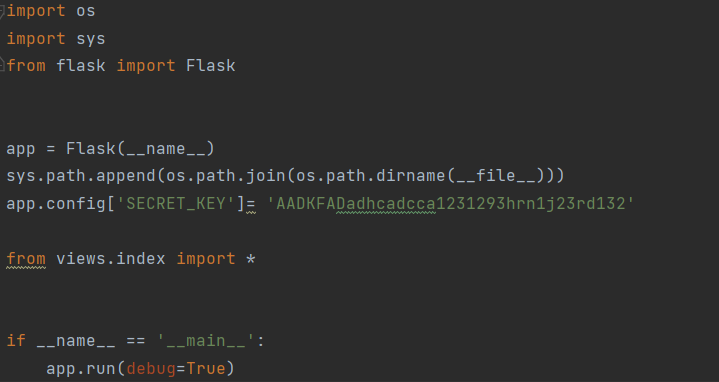 import os
import sys
from flask import Flask
app = Flask(__name__)
sys.path.append(os.path.join(os.path.dirname(__file__)))
app.config['SECRET_KEY']= 'AADKFADadhcadcca1231293hrn1j23rd132'
from views.index import *
if __name__ == '__main__':
    app.run(debug=True)